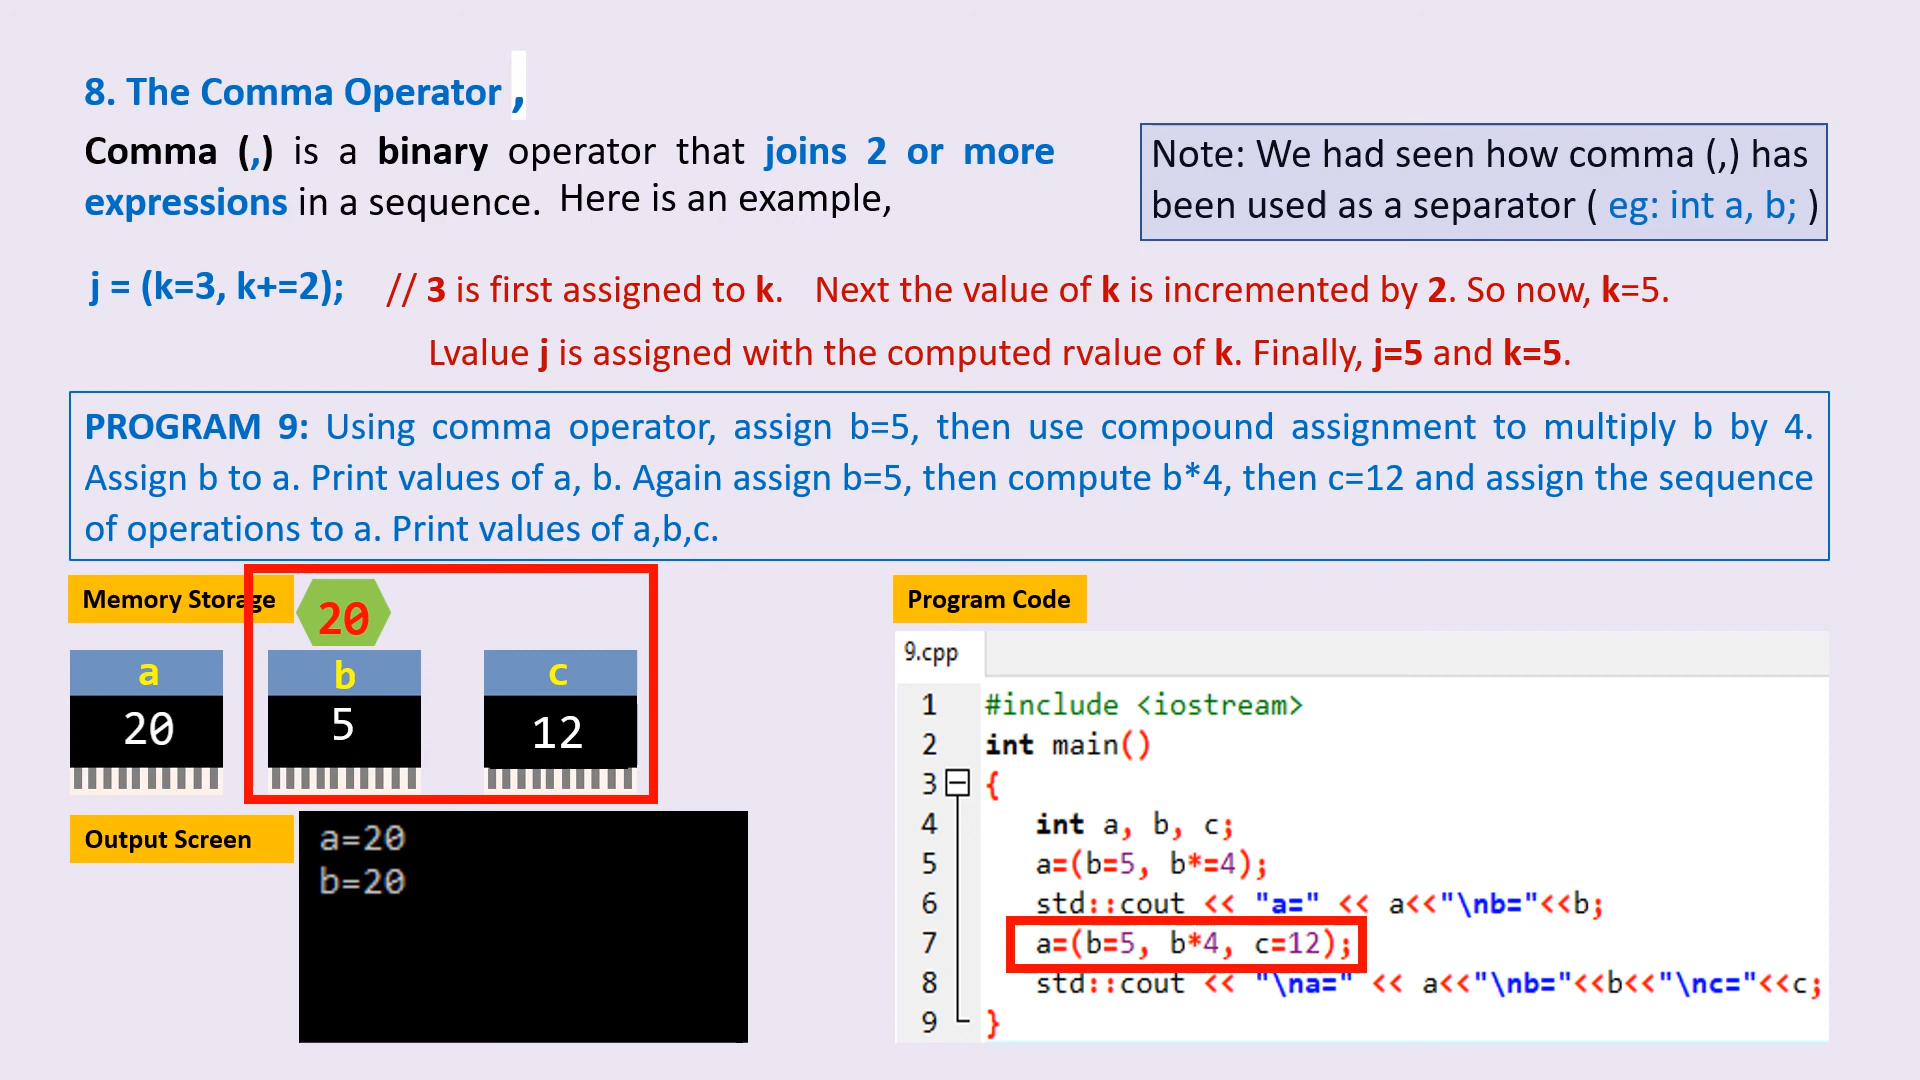 8. The Comma Operator ,
Comma (,) is a binary operator that joins 2 or more
expressions in a sequence. Here is an example,
Note: We had seen how comma (,) has
been used as a separator ( eg: int a, b; )
j = (k=3, k+=2); // 3 is first assigned to k. Next the value of k is incremented by 2. So now, k=5.
Lvalue j is assigned with the computed rvalue of k. Finally, j=5 and k=5.
PROGRAM 9: Using comma operator, assign b=5, then use compound assignment to multiply b by 4.
Assign b to a. Print values of a, b. Again assign b=5, then compute b*4, then c=12 and assign the sequence
of operations to a. Print values of a,b,c.
Memory Storage
20
a b c
20 5 12
Output Screen
a=20
b=20
Program Code
9.cpp
1 #include <iostream>
2 int main()
3 {
4 int a, b, c;
5 a=(b=5, b*=4);
6 std::cout << "a=" << a<<"\nb="<<b;
7 a=(b=5, b*4, c=12);
8 std::cout << "\na=" << a<<"\nb="<<b<<"\nc="<<c;
9 }